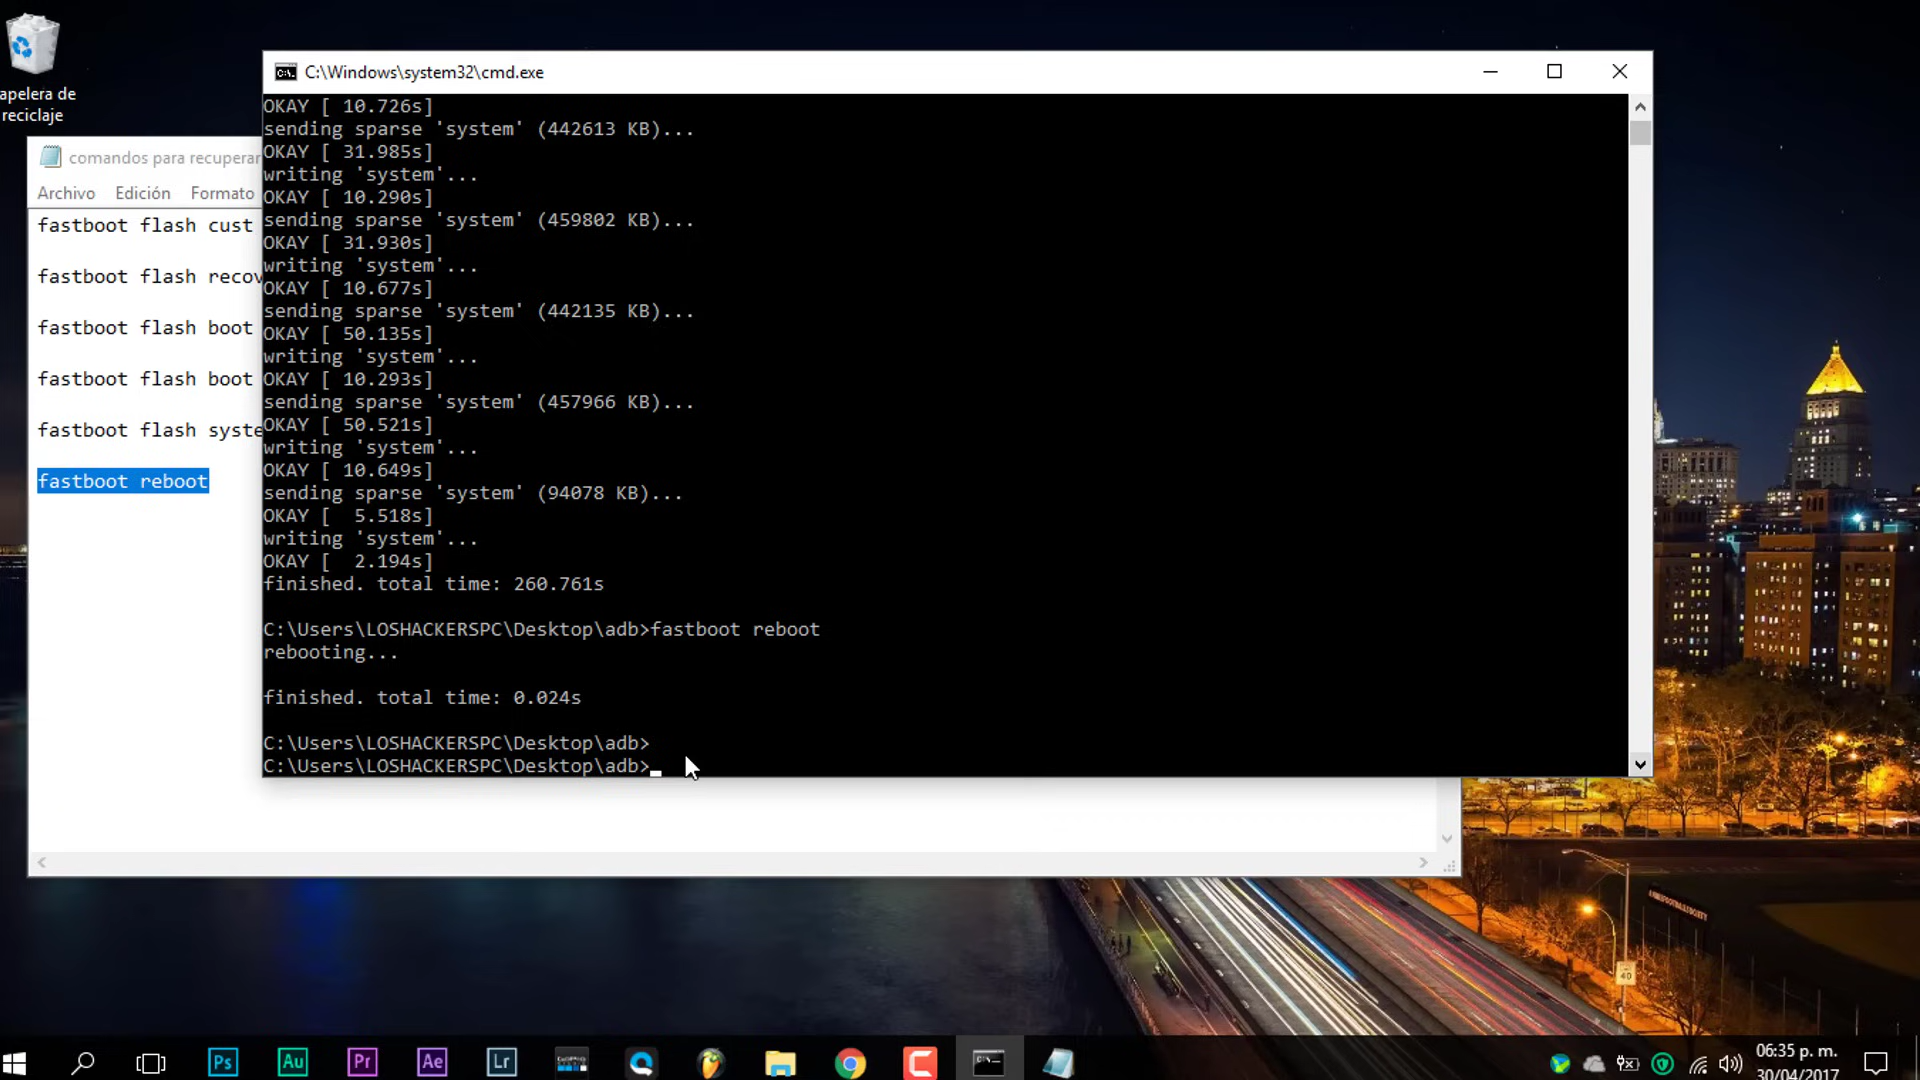 apelera de
reciclaje
comandos para recuperar
Archivo Edición Formato
fastboot flash cust
fastboot flash recov
fastboot flash boot
fastboot flash boot
fastboot flash syste
fastboot reboot
C:\Windows\system32\cmd.exe
OKAY [ 10.726s]
sending sparse 'system' (442613 KB)...
OKAY [ 31.985s]
writing 'system'...
OKAY [ 10.290s]
sending sparse 'system' (459802 KB)...
OKAY [ 31.930s]
writing 'system'...
OKAY [ 10.677s]
sending sparse 'system' (442135 KB)...
OKAY [ 50.135s]
writing 'system'...
OKAY [ 10.293s]
sending sparse 'system' (457966 KB)...
OKAY [ 50.521s]
writing 'system'...
OKAY [ 10.649s]
sending sparse 'system' (94078 KB)...
OKAY [  5.518s]
writing 'system'...
OKAY [  2.194s]
finished. total time: 260.761s
C:\Users\LOSHACKERSPC\Desktop\adb>fastboot reboot
rebooting...
finished. total time: 0.024s
C:\Users\LOSHACKERSPC\Desktop\adb>
C:\Users\LOSHACKERSPC\Desktop\adb>
40
Ps Au Pr Ae Lr
06:35 p. m.
30/04/2017